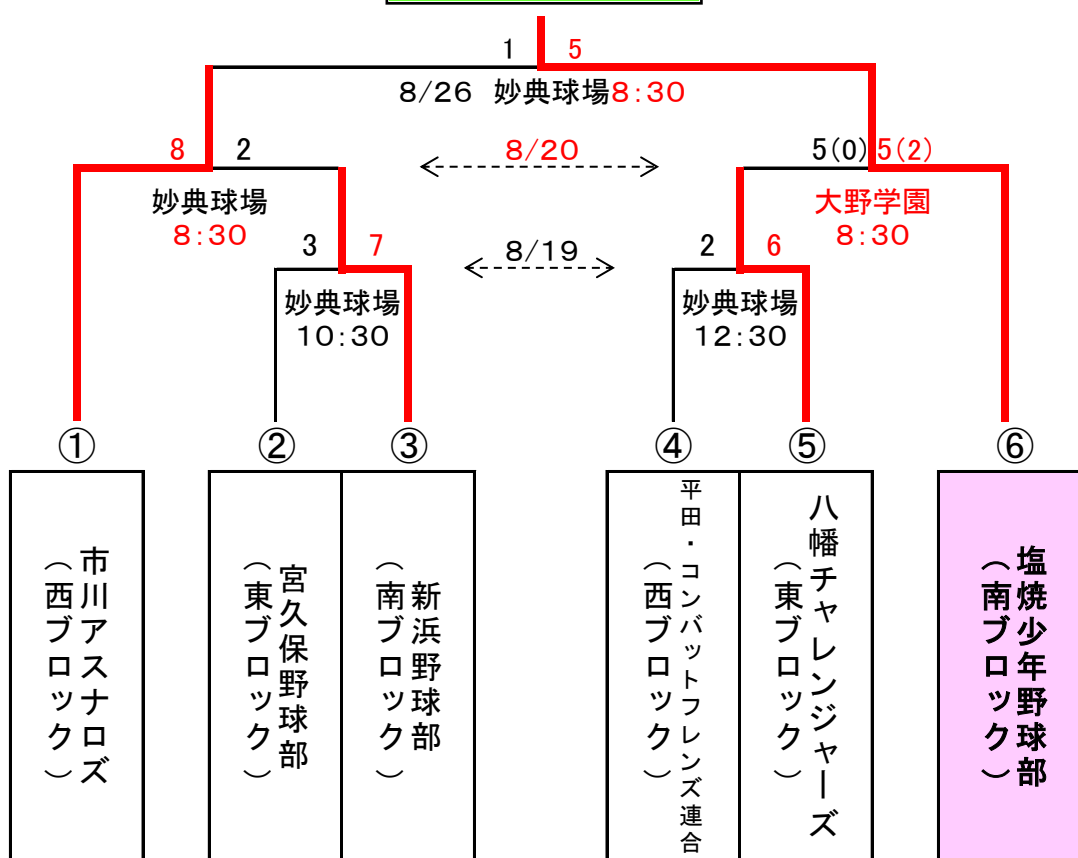 1 5
8/26 妙典球場8:30
8 2
8/20
5(0) 5(2)
妙典球場
8:30
大野学園
8:30
3 7
8/19
2 6
妙典球場
10:30
妙典球場
12:30
①
②
③
④
⑤
⑥
市川アスナロズ
（西ブロック）
宮久保野球部
（東ブロック）
新浜野球部
（南ブロック）
平田・コンバットフレンズ連合
（西ブロック）
八幡チャレンジャーズ
（東ブロック）
塩焼少年野球部
（南ブロック）